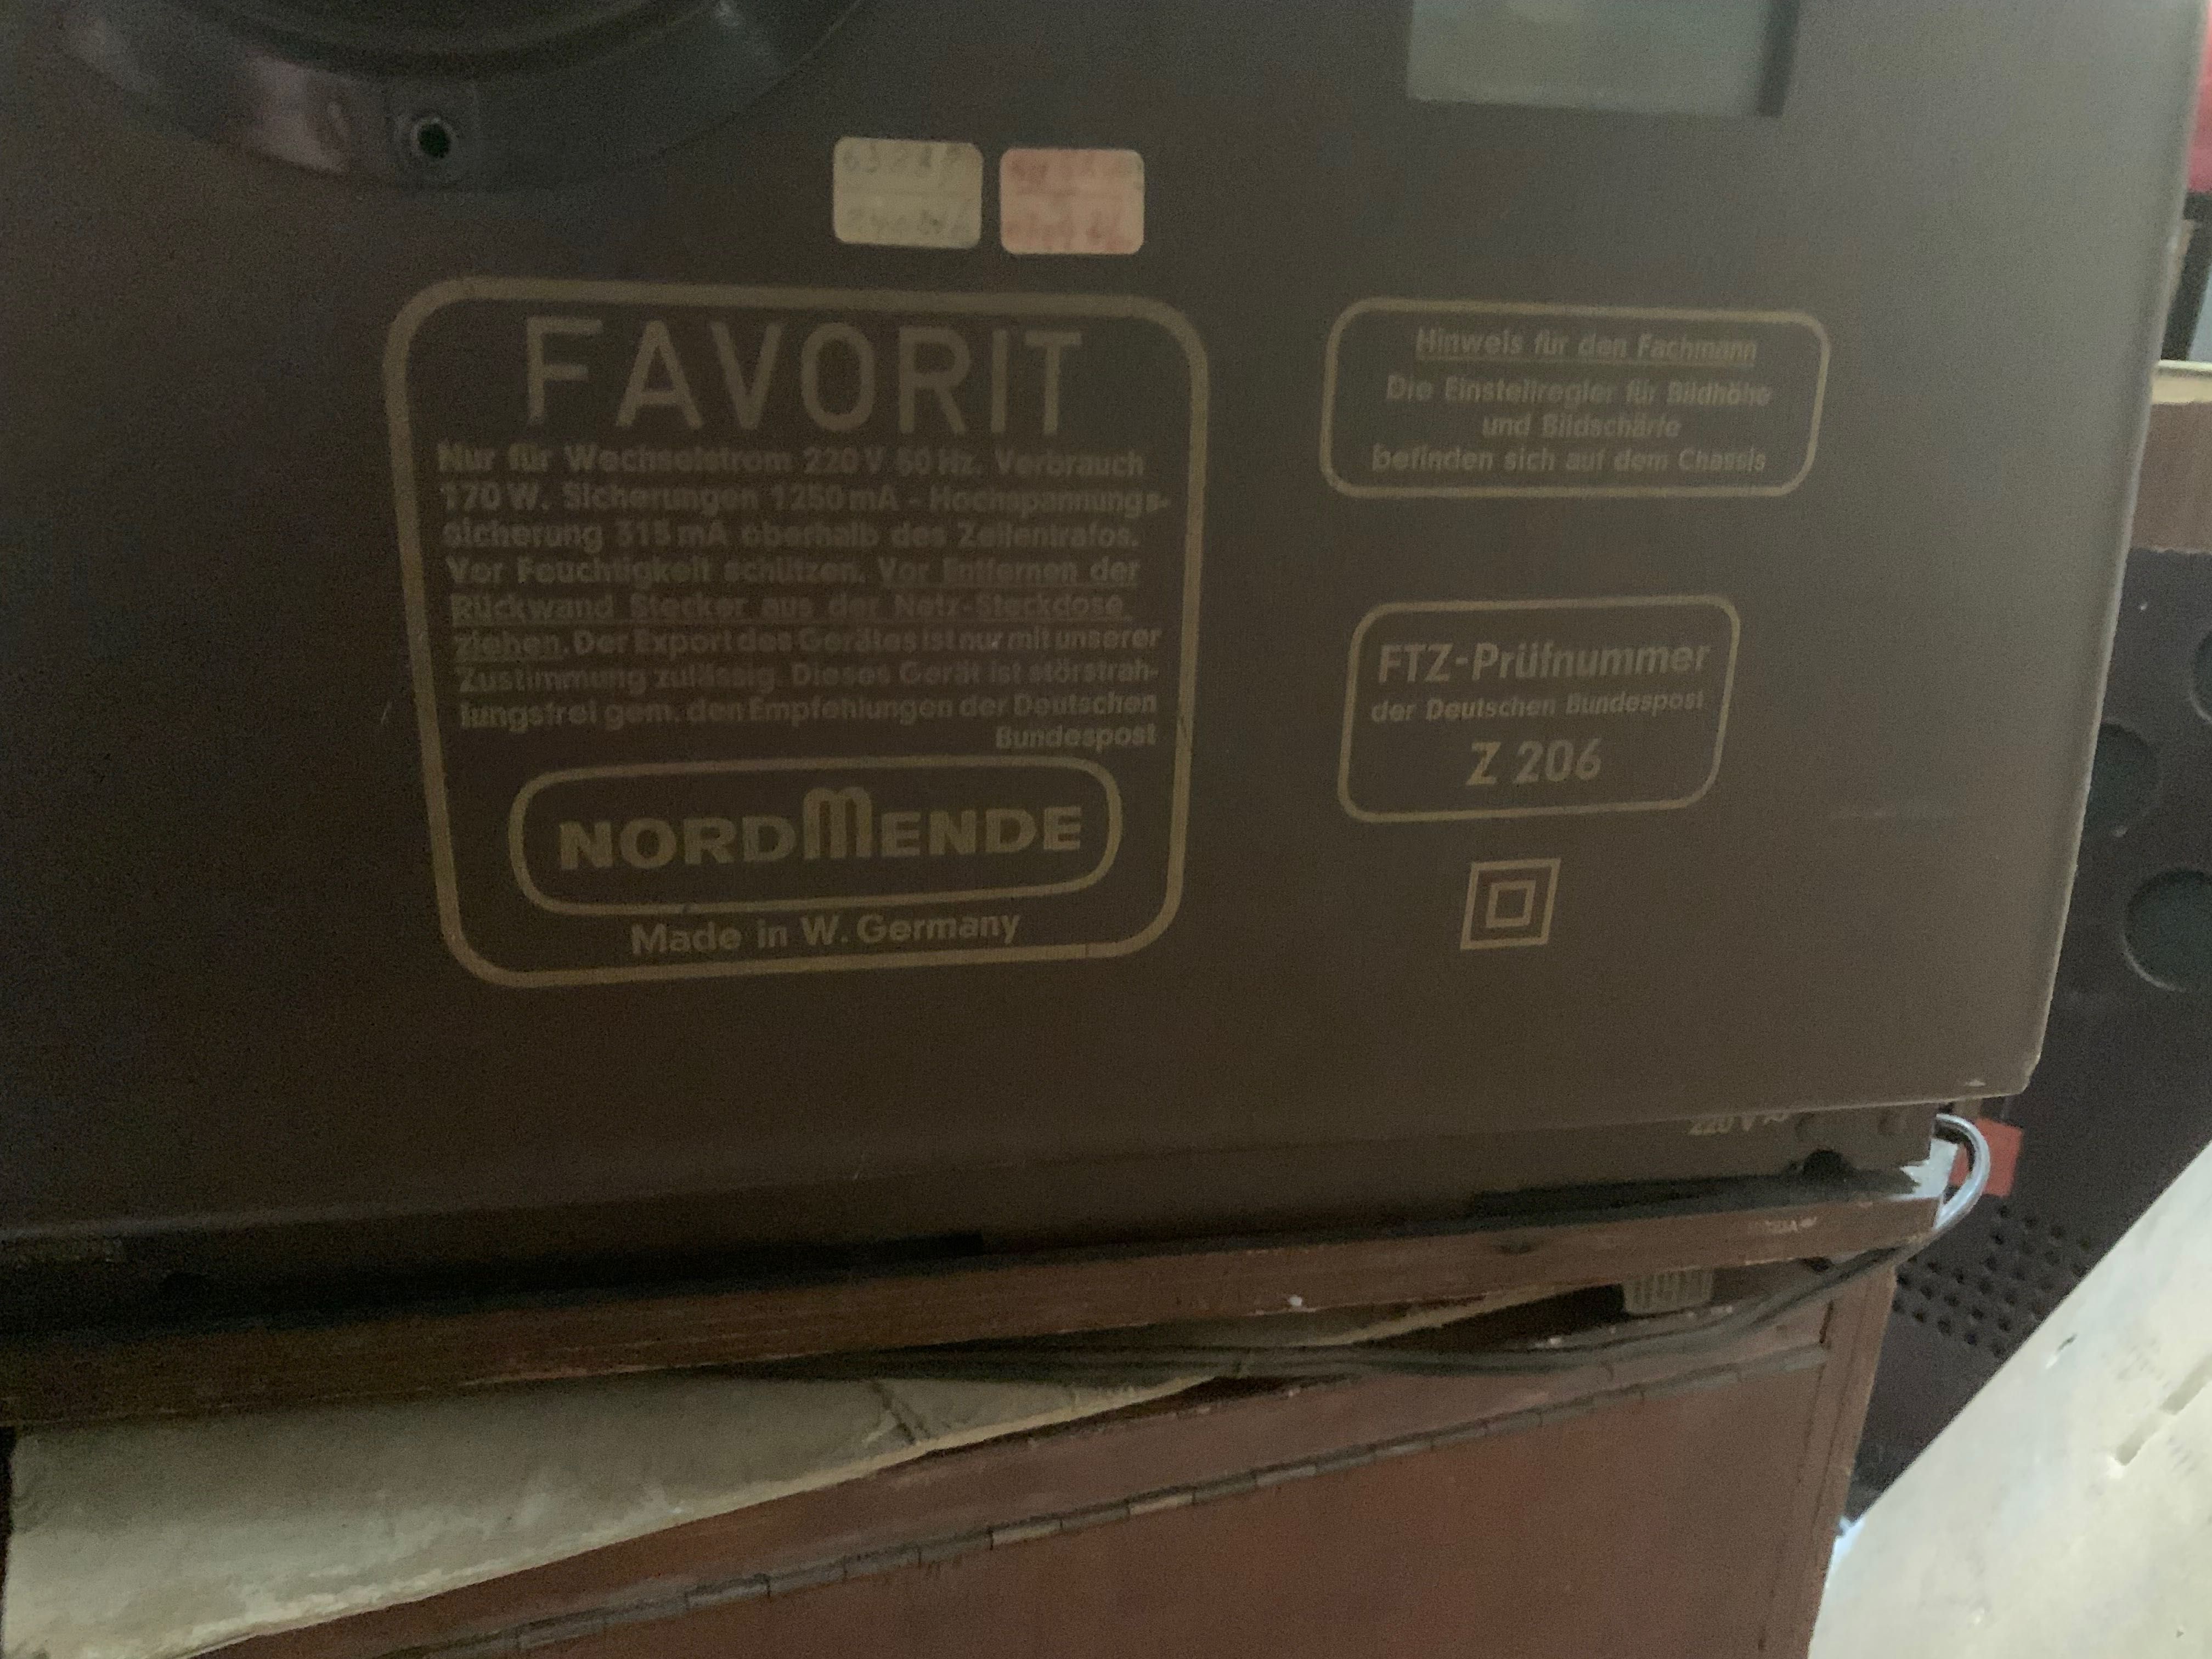 FAVORIT
Nur für Wechselstrom 220 V 50 Hz. Verbrauch
170 W. Sicherungen 1250 mA - Hochspannungs-
sicherung 315 mA oberhalb des Zeilentrafos.
Vor Feuchtigkeit schützen. Vor Entfernen der
Rückwand Stecker aus der Netz-Steckdose
ziehen. Der Export des Gerätes ist nur mit unserer
Zustimmung zulässig. Dieses Gerät ist störstrah-
lungsfrei gem. den Empfehlungen der Deutschen
Bundespost
NORDMENDE
Made in W. Germany
Hinweis für den Fachmann
Die Einstellregler für Bildhöhe
und Bildschärfe
befinden sich auf dem Chassis
FTZ-Prüfnummer
der Deutschen Bundespost
Z 206
220 V ~